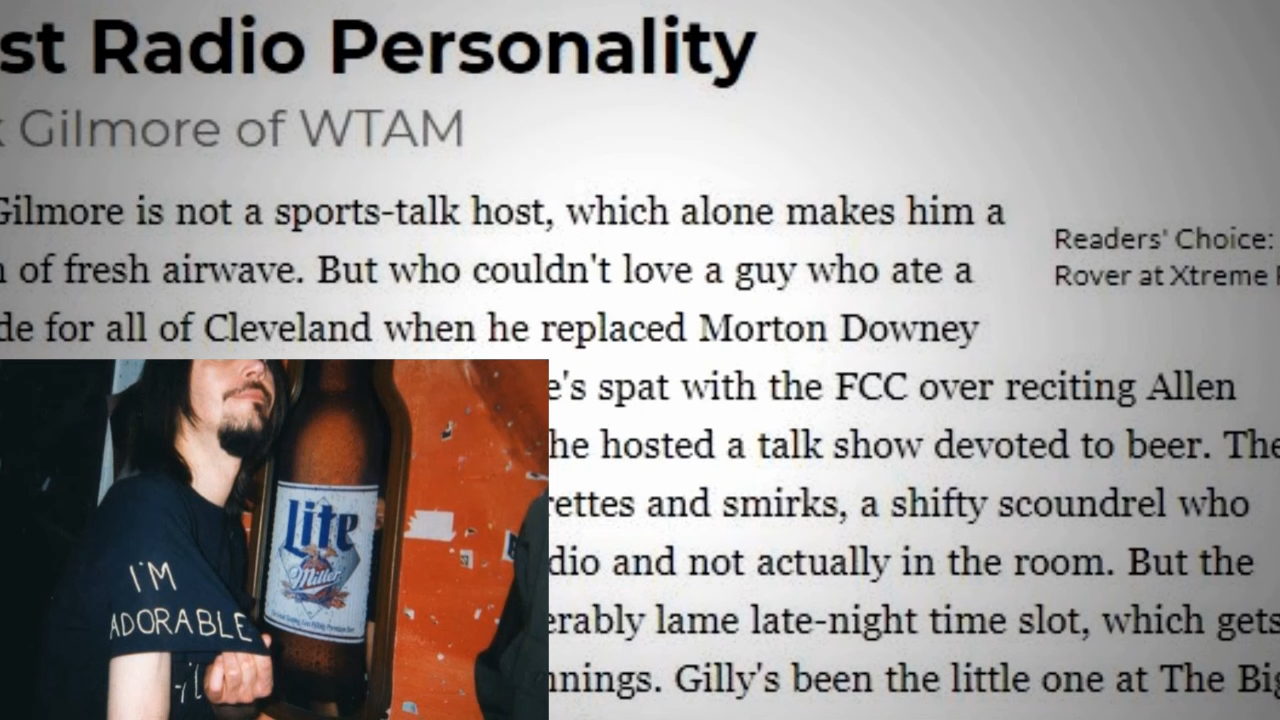 st Radio Personality
Gilmore of WTAM
Gilmore is not a sports-talk host, which alone makes him a
of fresh airwave. But who couldn't love a guy who ate a
de for all of Cleveland when he replaced Morton Downey
e's spat with the FCC over reciting Allen
he hosted a talk show devoted to beer. The
rettes and smirks, a shifty scoundrel who
dio and not actually in the room. But the
erably lame late-night time slot, which gets
nnings. Gilly's been the little one at The Big
Readers' Choice:
Rover at Xtreme
Lite
Miller
I'M
ADORABLE